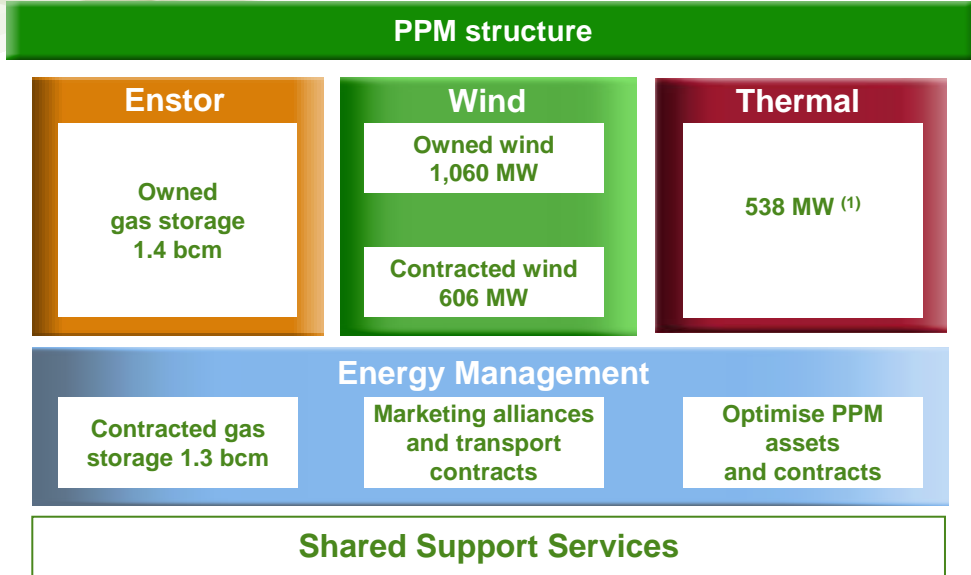 PPM structure
Enstor
Owned
gas storage
1.4 bcm
Wind
Owned wind
1,060 MW
Contracted wind
606 MW
Thermal
538 MW (1)
Energy Management
Contracted gas
storage 1.3 bcm
Marketing alliances
and transport
contracts
Optimise PPM
assets
and contracts
Shared Support Services